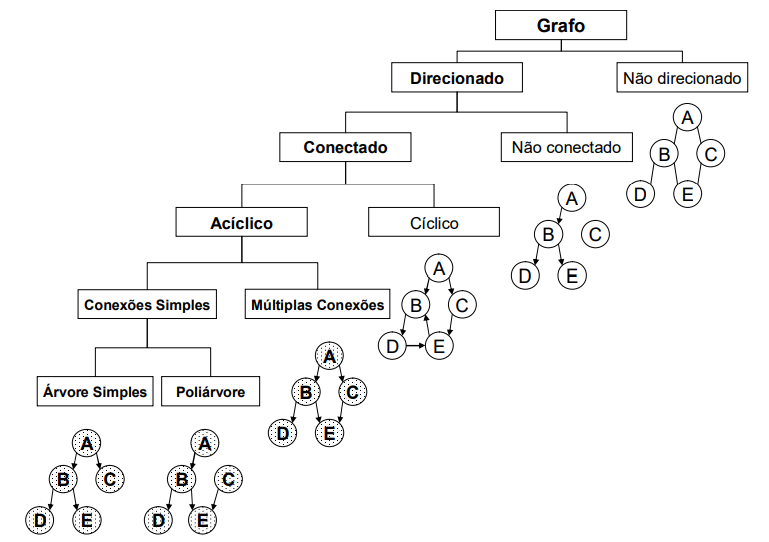 Grafo
Direcionado
Não direcionado
A
B
C
D
E
Conectado
Não conectado
A
B
C
D
E
Acíclico
Cíclico
A
B
C
D
E
Conexões Simples
Múltiplas Conexões
A
B
C
D
E
Árvore Simples
Poliárvore
A
B
C
D
E
A
B
C
D
E